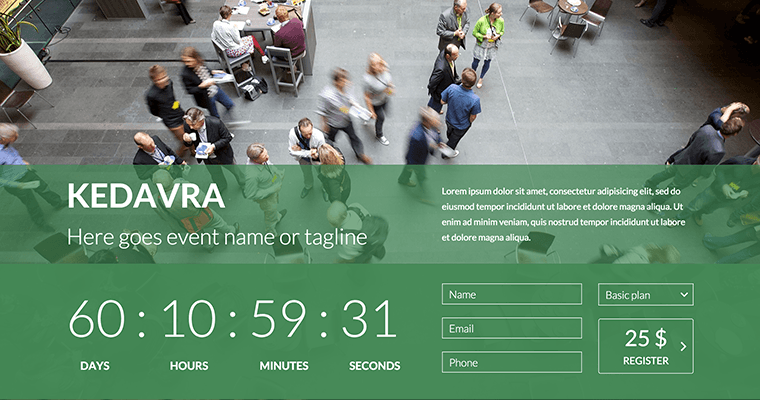 KEDAVRA
Here goes event name or tagline
Lorem ipsum dolor sit amet, consectetur adipisicing elit, sed do
eiusmod tempor incididunt ut labore et dolore magna aliqua. Ut
enim ad minim veniam, quis nostrud tempor incididunt ut labore
et dolore magna aliqua.
60 : 10 : 59 : 31
DAYS HOURS MINUTES SECONDS
Name
Email
Phone
Basic plan
25 $
REGISTER